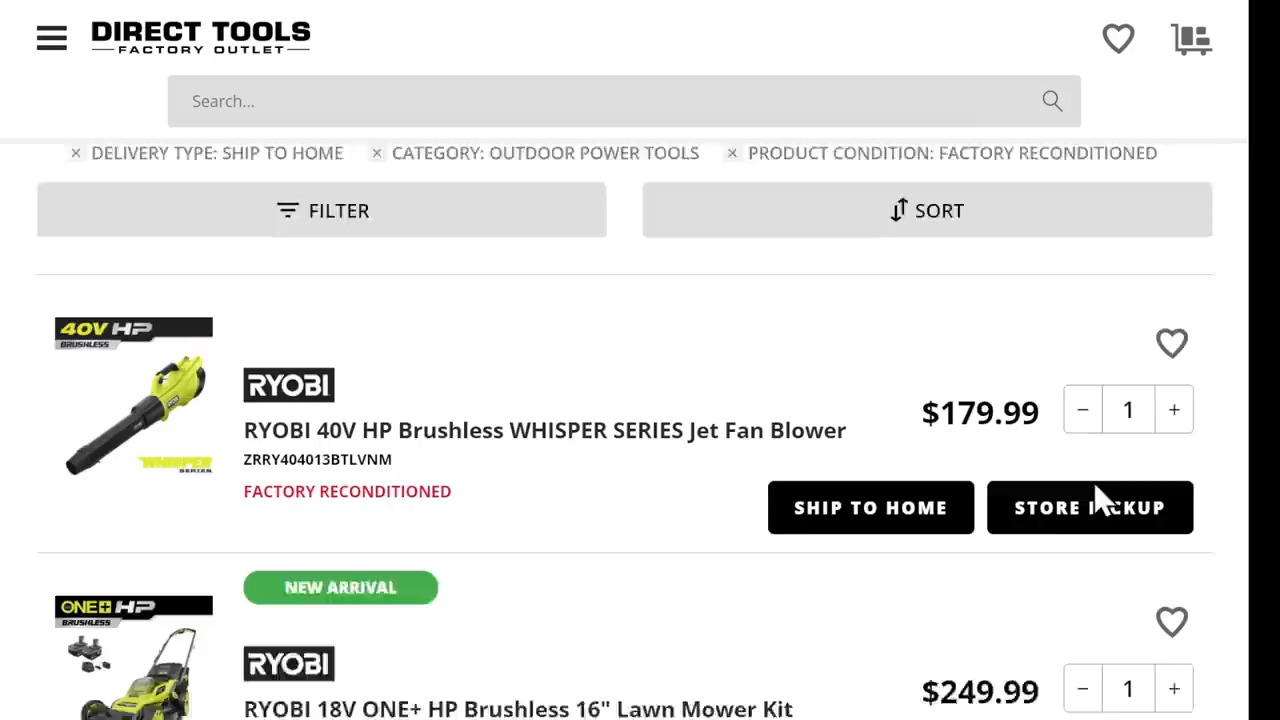 DIRECT TOOLS
FACTORY OUTLET
Search...
× DELIVERY TYPE: SHIP TO HOME × CATEGORY: OUTDOOR POWER TOOLS × PRODUCT CONDITION: FACTORY RECONDITIONED
FILTER SORT
40V HP
BRUSHLESS
RYOBI
$179.99 − 1 +
RYOBI 40V HP Brushless WHISPER SERIES Jet Fan Blower
ZRRY404013BTLVNM
WHISPER
SERIES
FACTORY RECONDITIONED
SHIP TO HOME STORE PICKUP
NEW ARRIVAL
ONE+ HP
BRUSHLESS
RYOBI
$249.99 − 1 +
RYOBI 18V ONE+ HP Brushless 16" Lawn Mower Kit